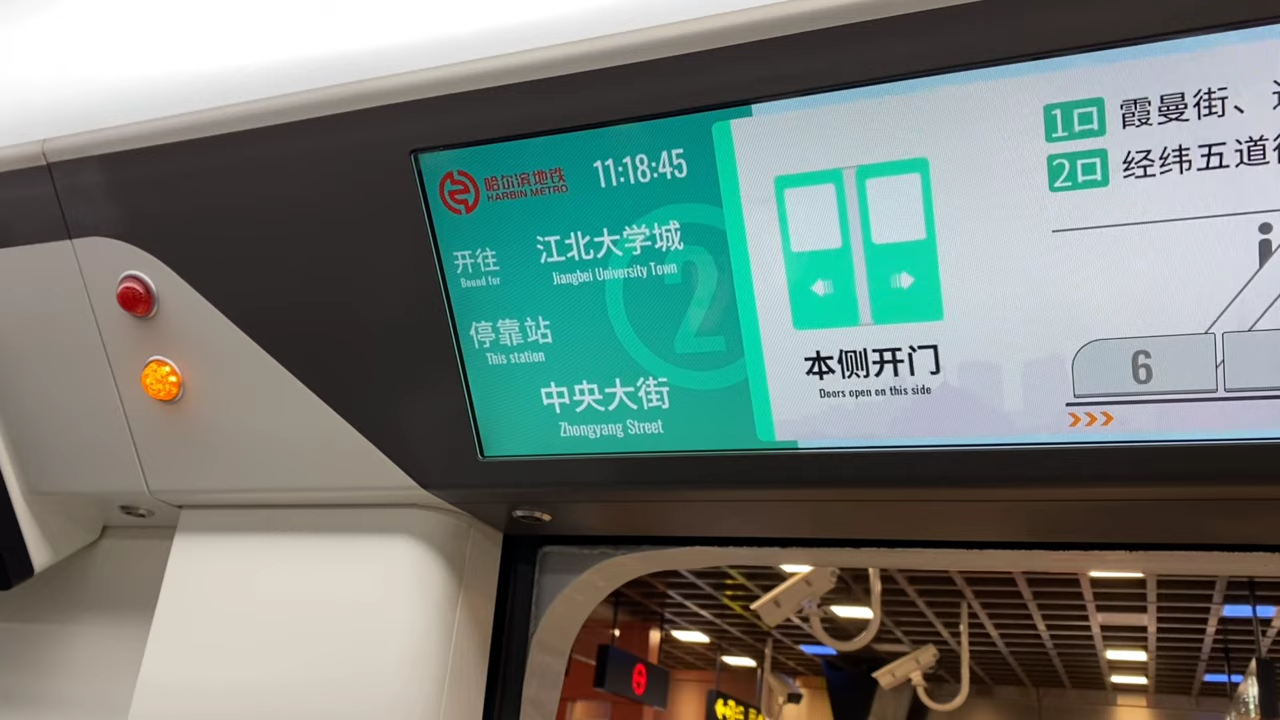 哈尔滨地铁
HARBIN METRO
11:18:45
开往
Bound for
江北大学城
Jiangbei University Town
2
停靠站
This station
中央大街
Zhongyang Street
本侧开门
Doors open on this side
1口 霞曼街、
2口 经纬五道街
6